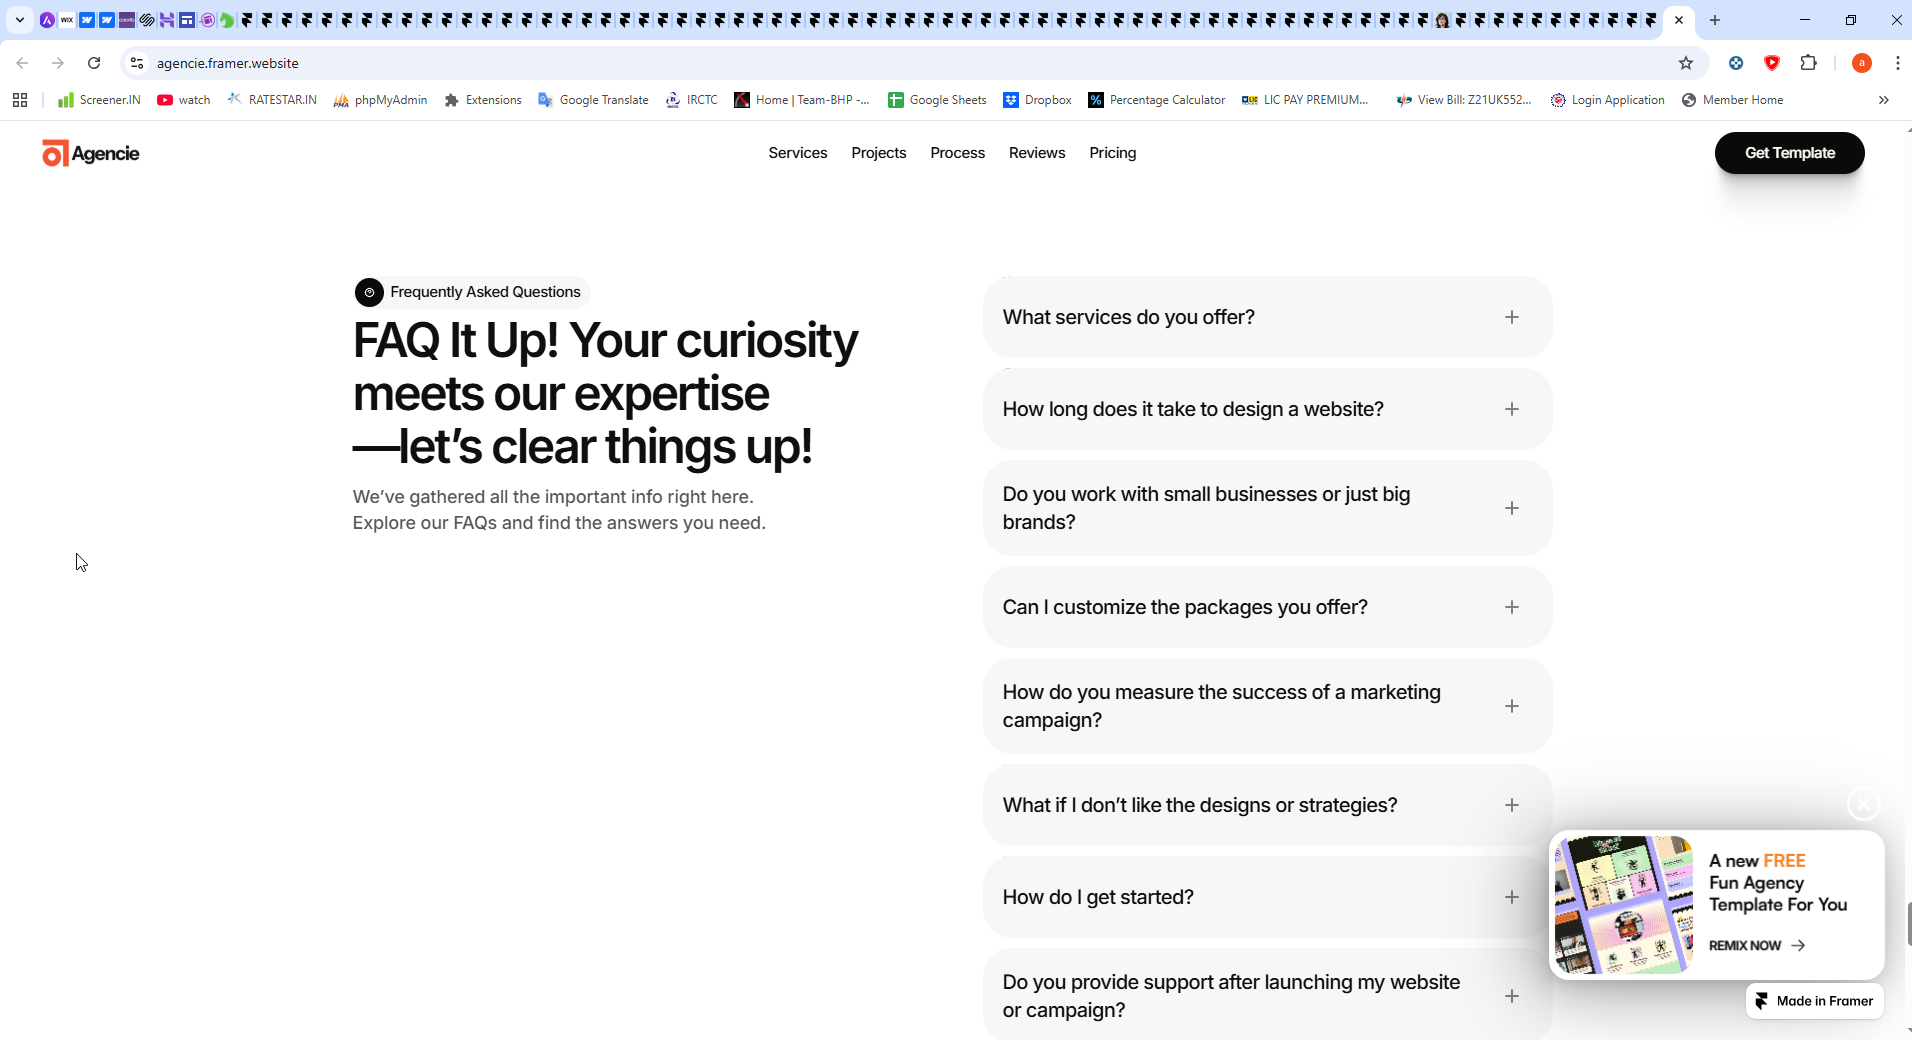 WIX
agencie.framer.website
a
Screener.IN
watch
RATESTAR.IN
phpMyAdmin
Extensions
Google Translate
IRCTC
Home | Team-BHP -...
Google Sheets
Dropbox
Percentage Calculator
LIC PAY PREMIUM...
View Bill: Z21UK552...
Login Application
Member Home
Agencie
Services
Projects
Process
Reviews
Pricing
Get Template
Frequently Asked Questions
FAQ It Up! Your curiosity
meets our expertise
—let’s clear things up!
We’ve gathered all the important info right here.
Explore our FAQs and find the answers you need.
What services do you offer?
How long does it take to design a website?
Do you work with small businesses or just big
brands?
Can I customize the packages you offer?
How do you measure the success of a marketing
campaign?
What if I don’t like the designs or strategies?
How do I get started?
Do you provide support after launching my website
or campaign?
A new FREE
Fun Agency
Template For You
REMIX NOW
Made in Framer